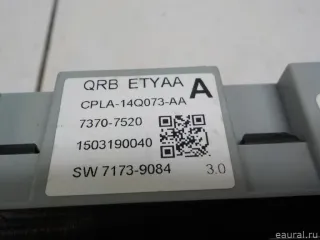 QRB ETYAA A
CPLA-14Q073-AA
7370-7520
1503190040
SW 7173-9084 3.0
eaural.ru